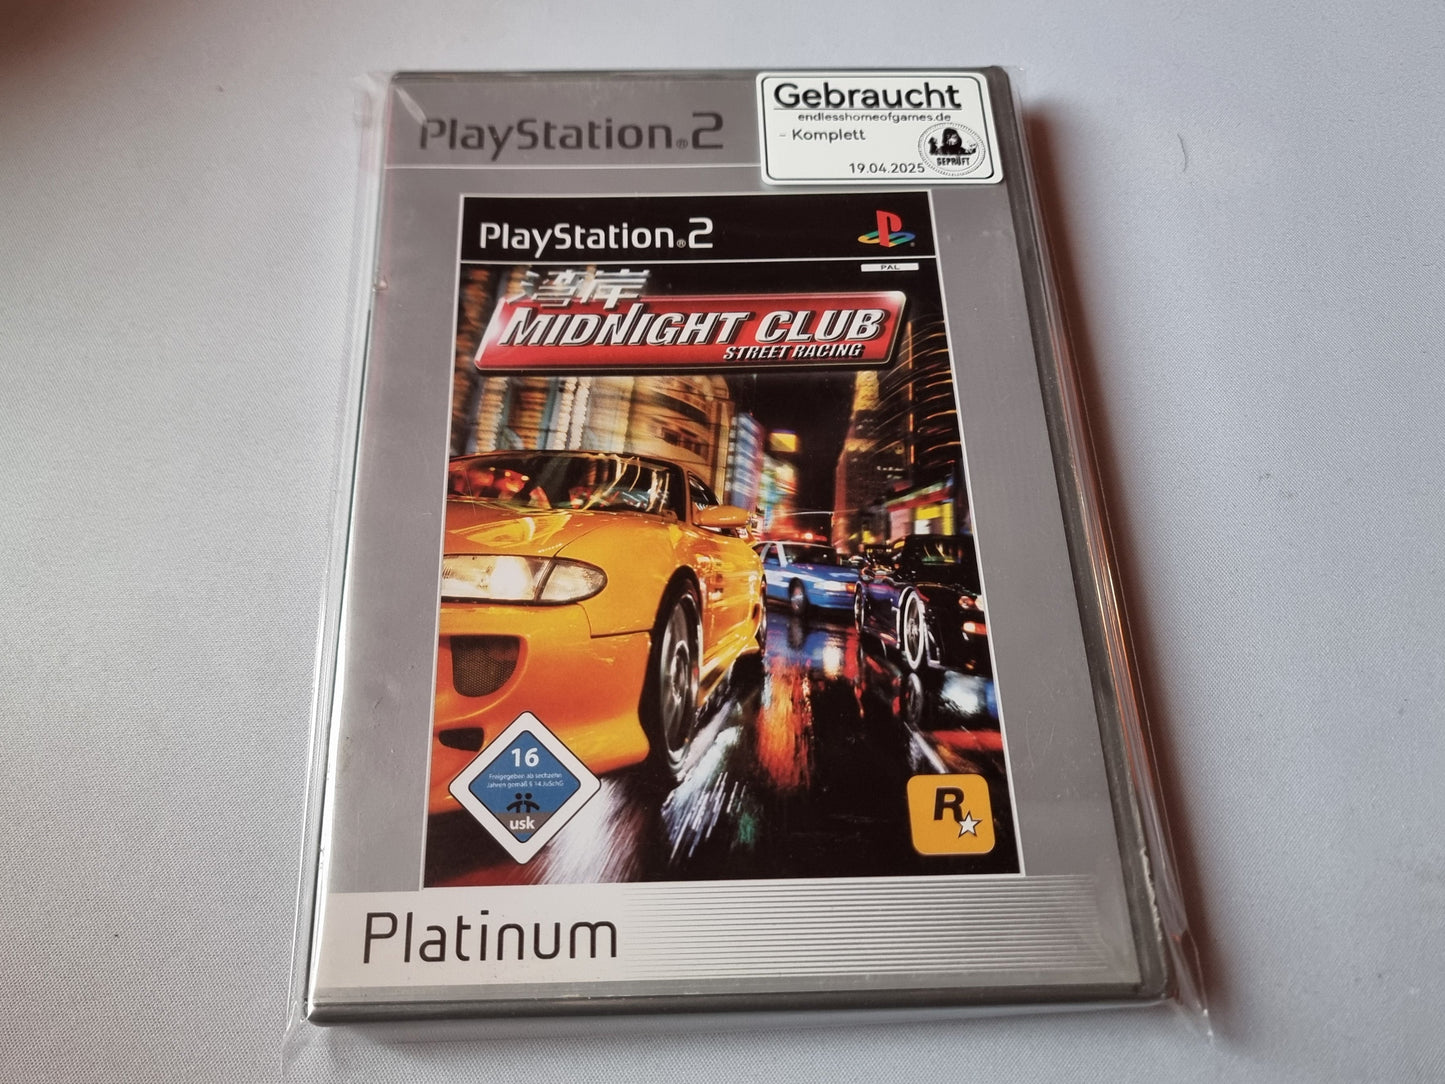 PlayStation®2
Gebraucht
endlesshomeofgames.de
- Komplett
GEPRÜFT
19.04.2025
PlayStation®2
PAL
湾岸
MIDNIGHT CLUB
STREET RACING
16
Freigegeben ab sechzehn
Jahren gemäß § 14 JuSchG
usk
R
Platinum